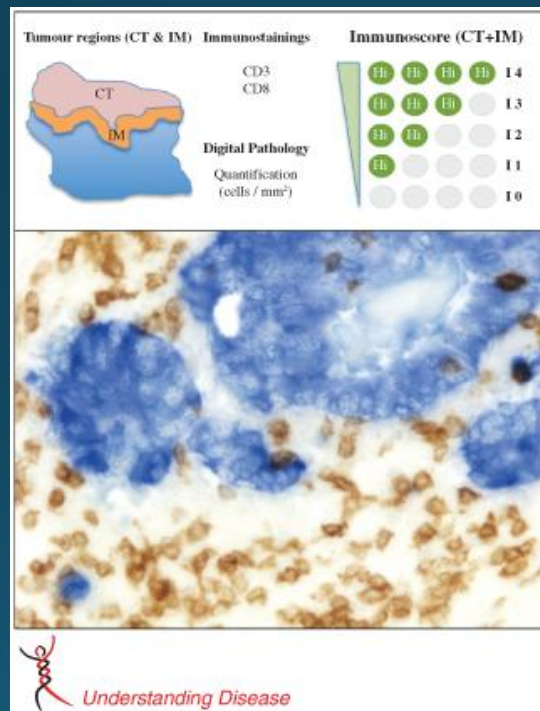 Tumour regions (CT & IM)
CT
IM
Immunostainings
CD3
CD8
Digital Pathology
Quantification
(cells / mm²)
Immunoscore (CT+IM)
Hi Hi Hi Hi I 4
Hi Hi Hi I 3
Hi Hi I 2
Hi I 1
I 0
Understanding Disease